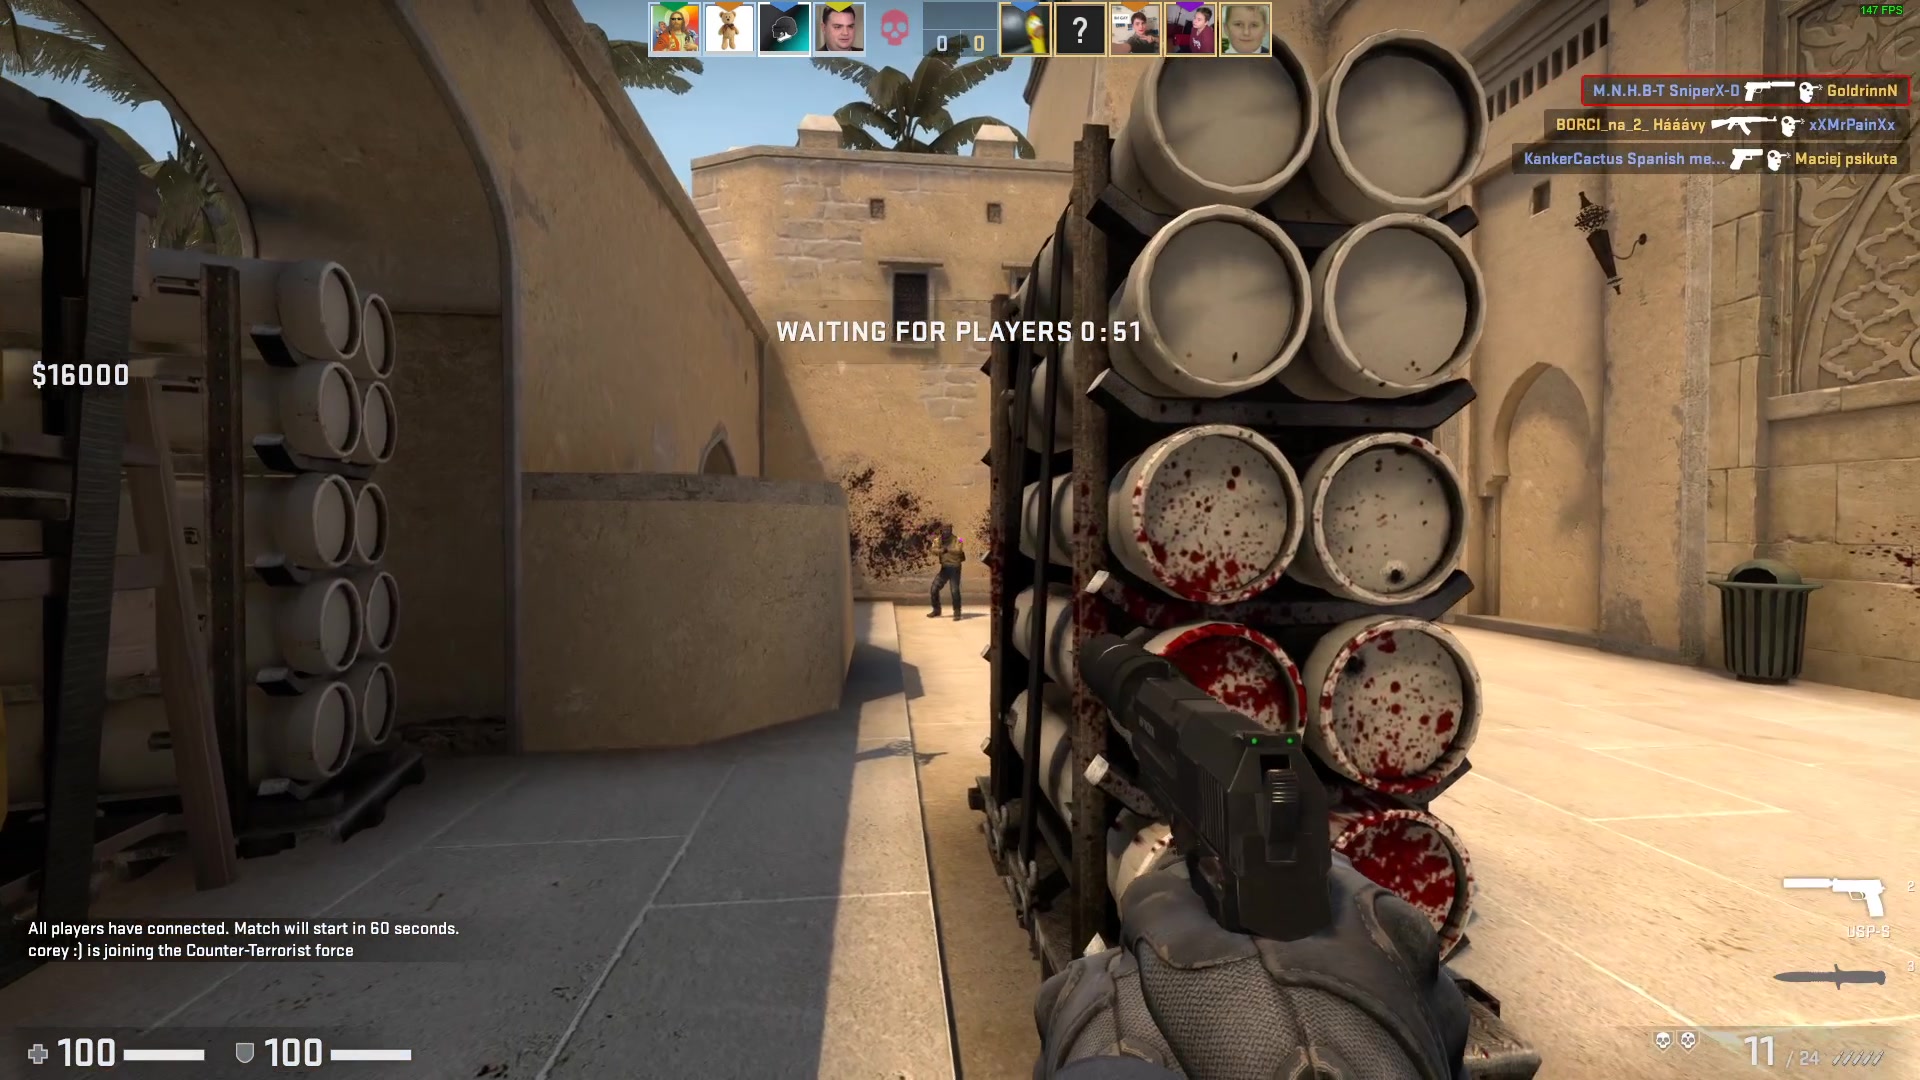 147 FPS
0 0
?
M.N.H.B-T SniperX-D GoldrinnN
BORCI_na_2_ Hááávy xXMrPainXx
KankerCactus Spanish me... Maciej psikuta
WAITING FOR PLAYERS 0:51
$16000
2
USP-S
3
All players have connected. Match will start in 60 seconds.
corey :) is joining the Counter-Terrorist force
100 100
11 / 24